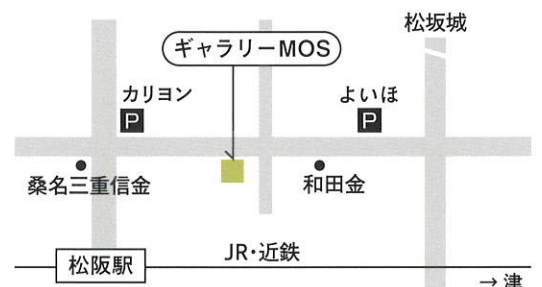 松坂城
ギャラリーMOS
カリヨン
P
よいほ
P
桑名三重信金
和田金
JR・近鉄
松阪駅
→津